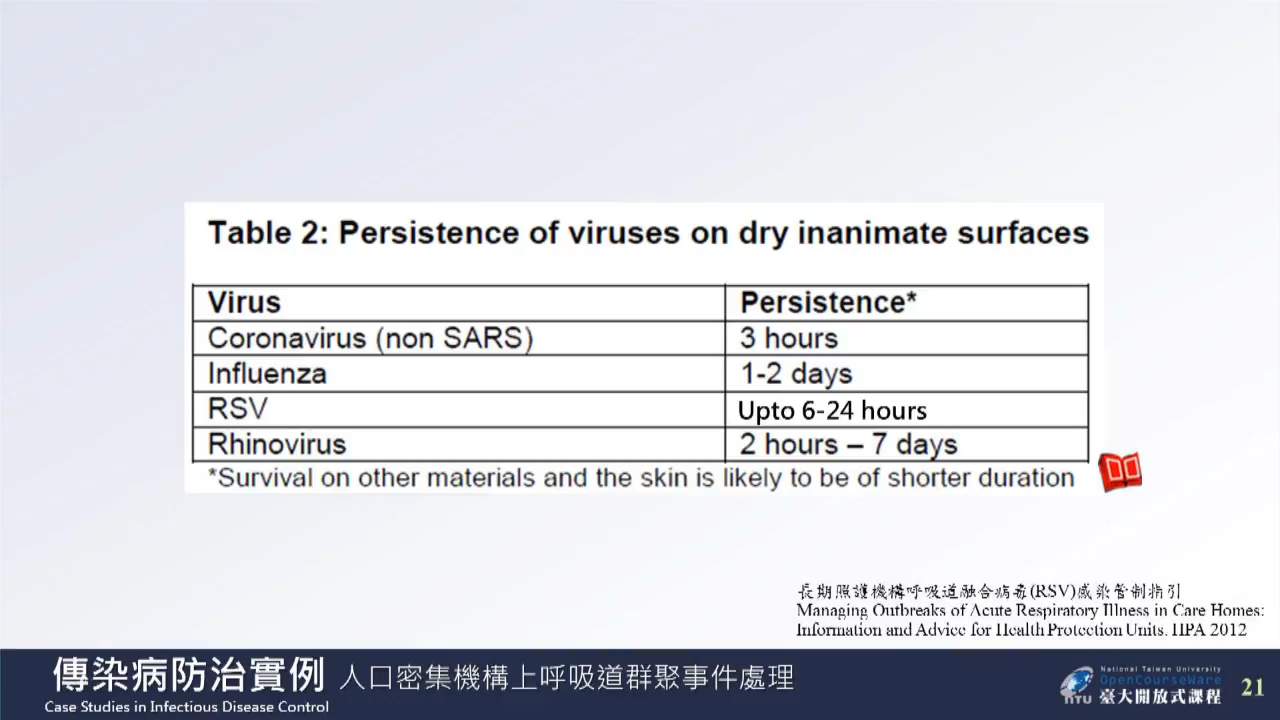 Table 2: Persistence of viruses on dry inanimate surfaces
Virus Persistence*
Coronavirus (non SARS) 3 hours
Influenza 1-2 days
RSV Upto 6-24 hours
Rhinovirus 2 hours – 7 days
*Survival on other materials and the skin is likely to be of shorter duration
長期照護機構呼吸道融合病毒(RSV)感染管制指引
Managing Outbreaks of Acute Respiratory Illness in Care Homes:
Information and Advice for Health Protection Units. HPA 2012
傳染病防治實例 人口密集機構上呼吸道群聚事件處理
Case Studies in Infectious Disease Control
National Taiwan University
OpenCourseWare
NTU 臺大開放式課程
21